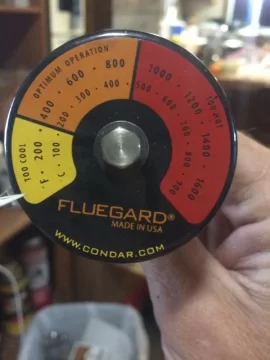 TOO COOL
OPTIMUM OPERATION
TOO HOT
°F · 200 · 400 · 600 · 800 · 1000 · 1200 · 1400 · 1600
°C · 100 · 200 · 300 · 400 · 500 · 600 · 700 · 800 · 900
FLUEGARD®
MADE IN USA
WWW.CONDAR.COM